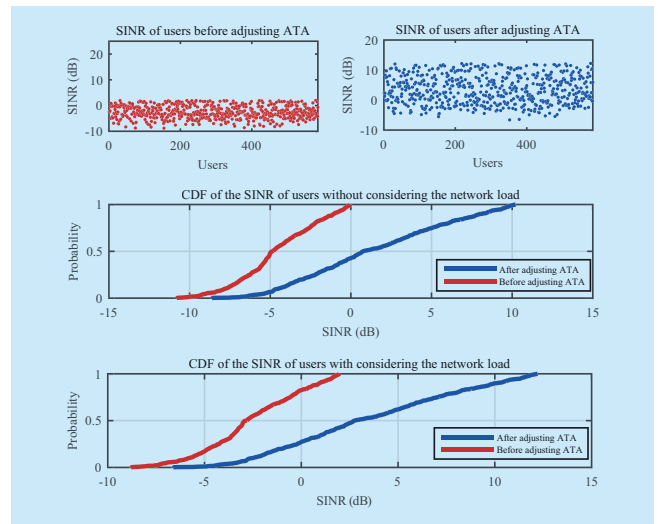 SINR of users before adjusting ATA
SINR of users after adjusting ATA
SINR (dB)
20
10
0
-10
0
200
400
Users
SINR (dB)
20
10
0
-10
0
200
400
Users
CDF of the SINR of users without considering the network load
Probability
1
0.5
0
-15
-10
-5
0
5
10
15
After adjusting ATA
Before adjusting ATA
SINR (dB)
CDF of the SINR of users with considering the network load
Probability
1
0.5
0
-10
-5
0
5
10
15
After adjusting ATA
Before adjusting ATA
SINR (dB)